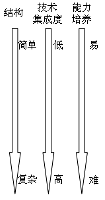 结构 技术集成度 能力培养
简单 低 易
复杂 高 难